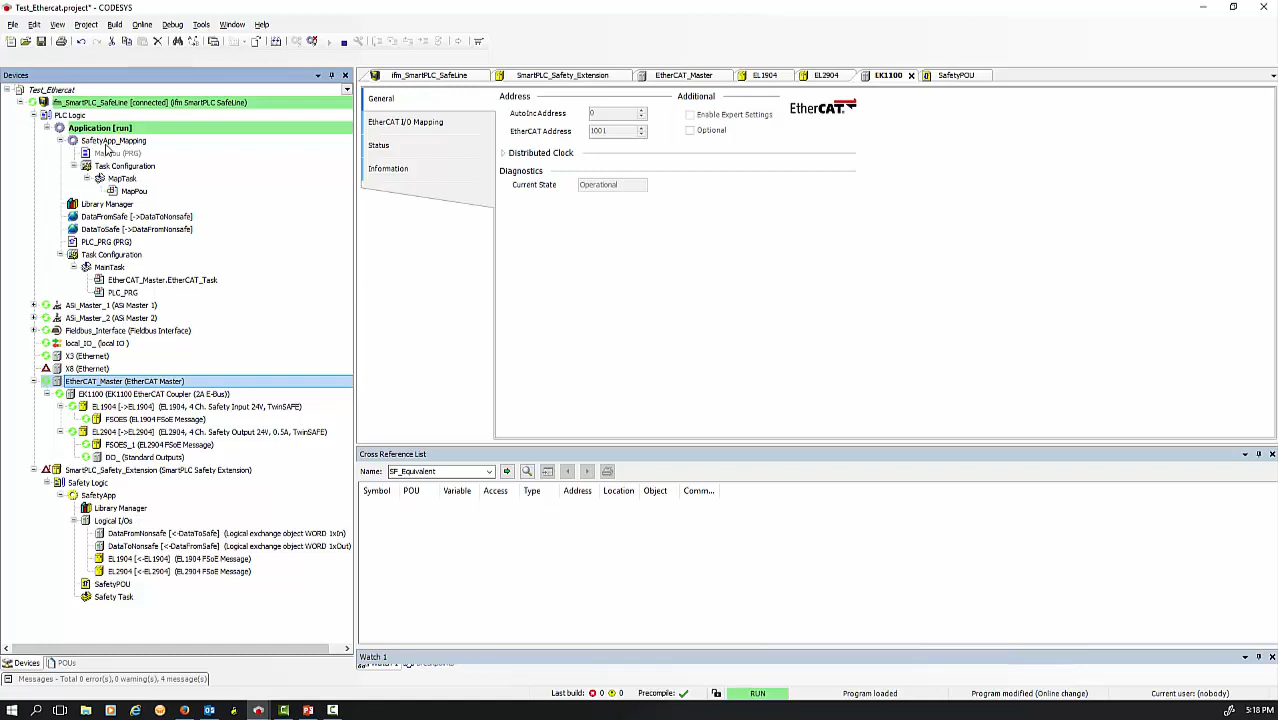 Test_Ethercat.project* - CODESYS
File Edit View Project Build Online Debug Tools Window Help
Devices
ifm_SmartPLC_SafeLine SmartPLC_Safety_Extension EtherCAT_Master EL1904 EL2904 EK1100 SafetyPOU
Test_Ethercat
ifm_SmartPLC_SafeLine [connected] (ifm SmartPLC SafeLine)
PLC Logic
Application [run]
SafetyApp_Mapping
(PRG)
Task Configuration
MapTask
MapPou
Library Manager
DataFromSafe [->DataToNonsafe]
DataToSafe [->DataFromNonsafe]
PLC_PRG (PRG)
Task Configuration
MainTask
EtherCAT_Master.EtherCAT_Task
PLC_PRG
ASi_Master_1 (ASi Master 1)
ASi_Master_2 (ASi Master 2)
Fieldbus_Interface (Fieldbus Interface)
local_IO_ (local IO )
X3 (Ethernet)
X8 (Ethernet)
EtherCAT_Master (EtherCAT Master)
EK1100 (EK1100 EtherCAT Coupler (2A E-Bus))
EL1904 [->EL1904] (EL1904, 4 Ch. Safety Input 24V, TwinSAFE)
FSOES (EL1904 FSoE Message)
EL2904 [->EL2904] (EL2904, 4 Ch. Safety Output 24V, 0.5A, TwinSAFE)
FSOES_1 (EL2904 FSoE Message)
DO_ (Standard Outputs)
SmartPLC_Safety_Extension (SmartPLC Safety Extension)
Safety Logic
SafetyApp
Library Manager
Logical I/Os
DataFromNonsafe [<-DataToSafe] (Logical exchange object WORD 1xIn)
DataToNonsafe [<-DataFromSafe] (Logical exchange object WORD 1xOut)
EL1904 [<-EL1904] (EL1904 FSoE Message)
EL2904 [<-EL2904] (EL2904 FSoE Message)
SafetyPOU
Safety Task
Devices POUs
General
EtherCAT I/O Mapping
Status
Information
Address
AutoInc Address 0
EtherCAT Address 1001
Additional
Enable Expert Settings
Optional
EtherCAT
Distributed Clock
Diagnostics
Current State Operational
Cross Reference List
Name: SF_Equivalent
Symbol POU Variable Access Type Address Location Object Comm...
Watch 1
Messages - Total 0 error(s), 0 warning(s), 4 message(s)
Last build: 0 0 Precompile: RUN Program loaded Program modified (Online change) Current user: (nobody)
5:18 PM